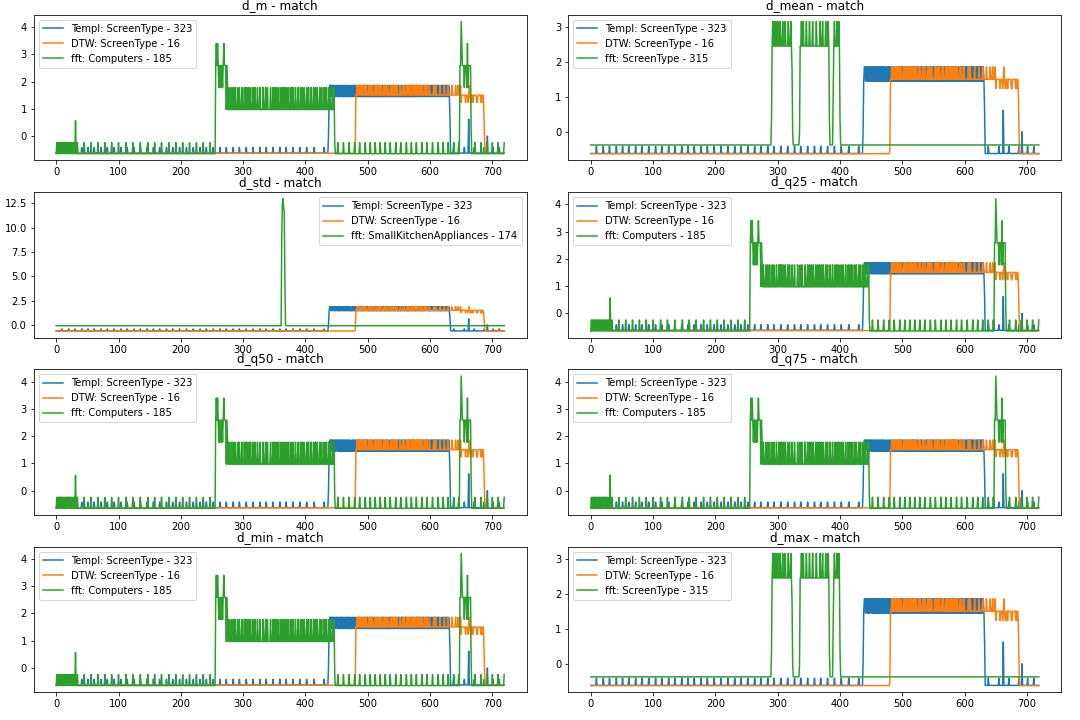 d_m - match
4
3
2
1
0
Templ: ScreenType - 323
DTW: ScreenType - 16
fft: Computers - 185
0 100 200 300 400 500 600 700
d_mean - match
3
2
1
0
Templ: ScreenType - 323
DTW: ScreenType - 16
fft: ScreenType - 315
0 100 200 300 400 500 600 700
d_std - match
12.5
10.0
7.5
5.0
2.5
0.0
Templ: ScreenType - 323
DTW: ScreenType - 16
fft: SmallKitchenAppliances - 174
0 100 200 300 400 500 600 700
d_q25 - match
4
3
2
1
0
Templ: ScreenType - 323
DTW: ScreenType - 16
fft: Computers - 185
0 100 200 300 400 500 600 700
d_q50 - match
4
3
2
1
0
Templ: ScreenType - 323
DTW: ScreenType - 16
fft: Computers - 185
0 100 200 300 400 500 600 700
d_q75 - match
4
3
2
1
0
Templ: ScreenType - 323
DTW: ScreenType - 16
fft: Computers - 185
0 100 200 300 400 500 600 700
d_min - match
4
3
2
1
0
Templ: ScreenType - 323
DTW: ScreenType - 16
fft: Computers - 185
0 100 200 300 400 500 600 700
d_max - match
3
2
1
0
Templ: ScreenType - 323
DTW: ScreenType - 16
fft: ScreenType - 315
0 100 200 300 400 500 600 700